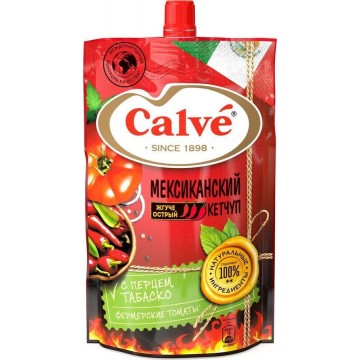 Calvé®
• SINCE 1898 •
МЕКСИКАНСКИЙ
ЖГУЧЕ
ОСТРЫЙ
КЕТЧУП
С ПЕРЦЕМ
ТАБАСКО
ФЕРМЕРСКИЕ ТОМАТЫ
НАТУРАЛЬНЫЕ
100%
**
ИНГРЕДИЕНТЫ